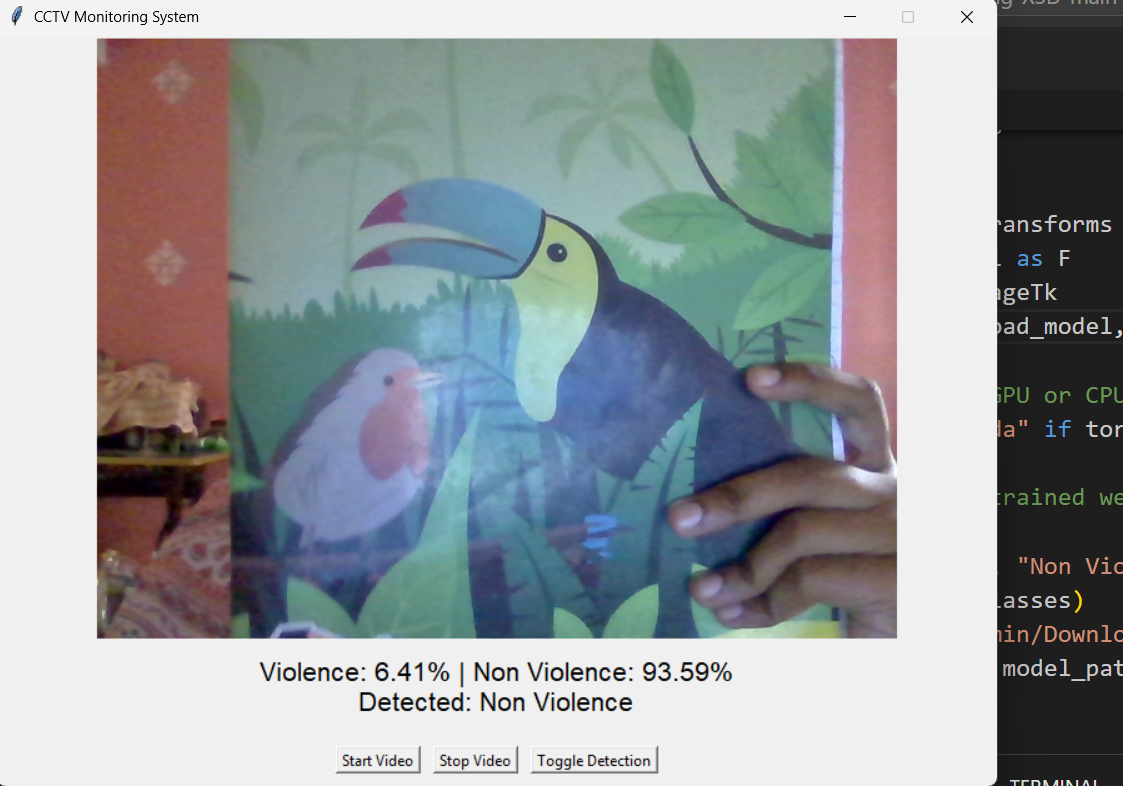 CCTV Monitoring System
ransforms
as F
ageTk
oad_model,
GPU or CPU
da" if tor
trained we
"Non Vio
lasses)
min/Downlo
model_pat
TERMINAL
Violence: 6.41% | Non Violence: 93.59%
Detected: Non Violence
Start Video
Stop Video
Toggle Detection